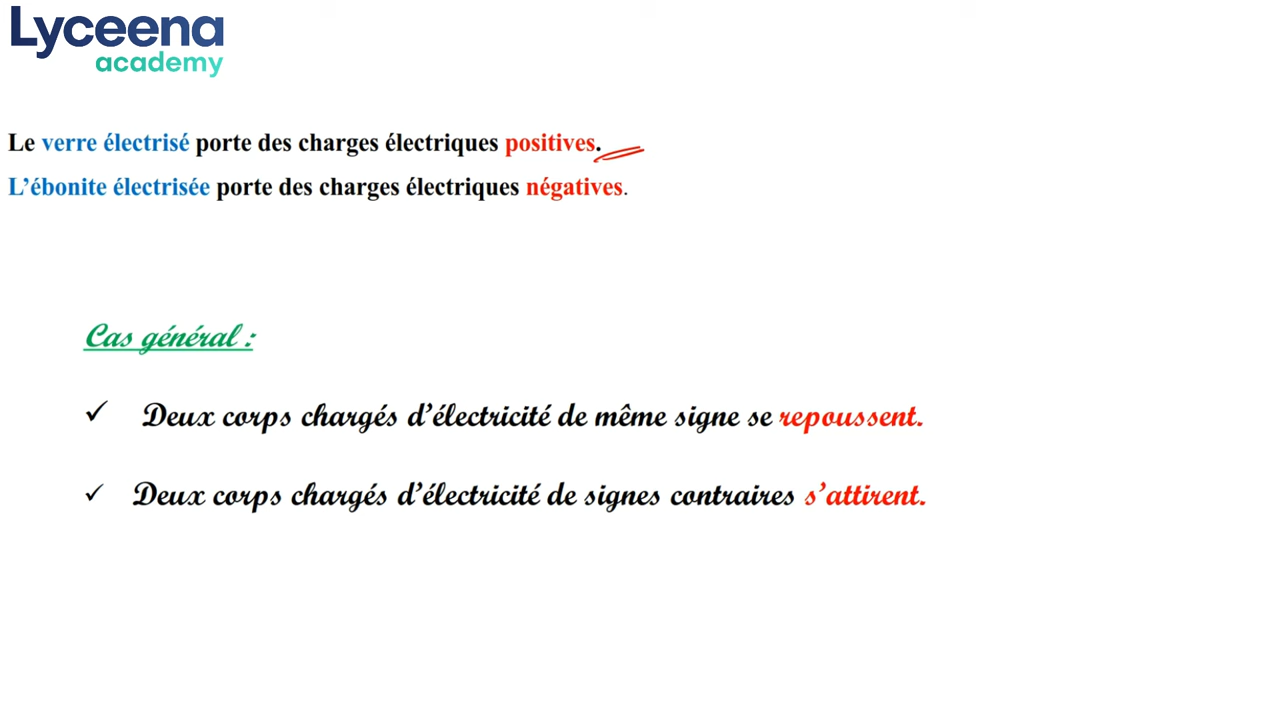 Lyceena
academy
Le verre électrisé porte des charges électriques positives.
L’ébonite électrisée porte des charges électriques négatives.
Cas général :
✓ Deux corps chargés d’électricité de même signe se repoussent.
✓ Deux corps chargés d’électricité de signes contraires s’attirent.